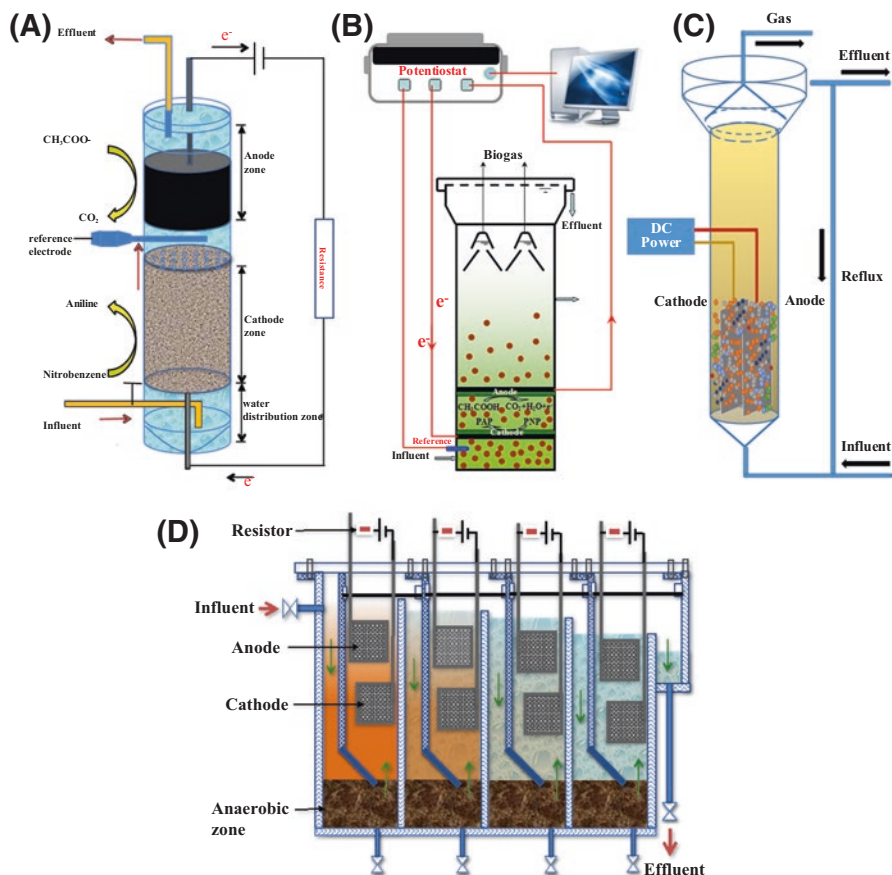 (A)
Effluent
e-
CH3COO-
Anode
zone
CO2
reference
electrode
Resistance
Aniline
Cathode
zone
Nitrobenzene
water
distribution zone
Influent
e-
(B)
Potentiostat
Biogas
Effluent
e-
e-
Anode
CH3COOH CO2+H2O+e-
PAP PNP
Cathode
Reference
Influent
(C)
Gas
Effluent
DC
Power
Cathode
Anode
Reflux
Influent
(D)
Resistor
Influent
Anode
Cathode
Anaerobic
zone
Effluent